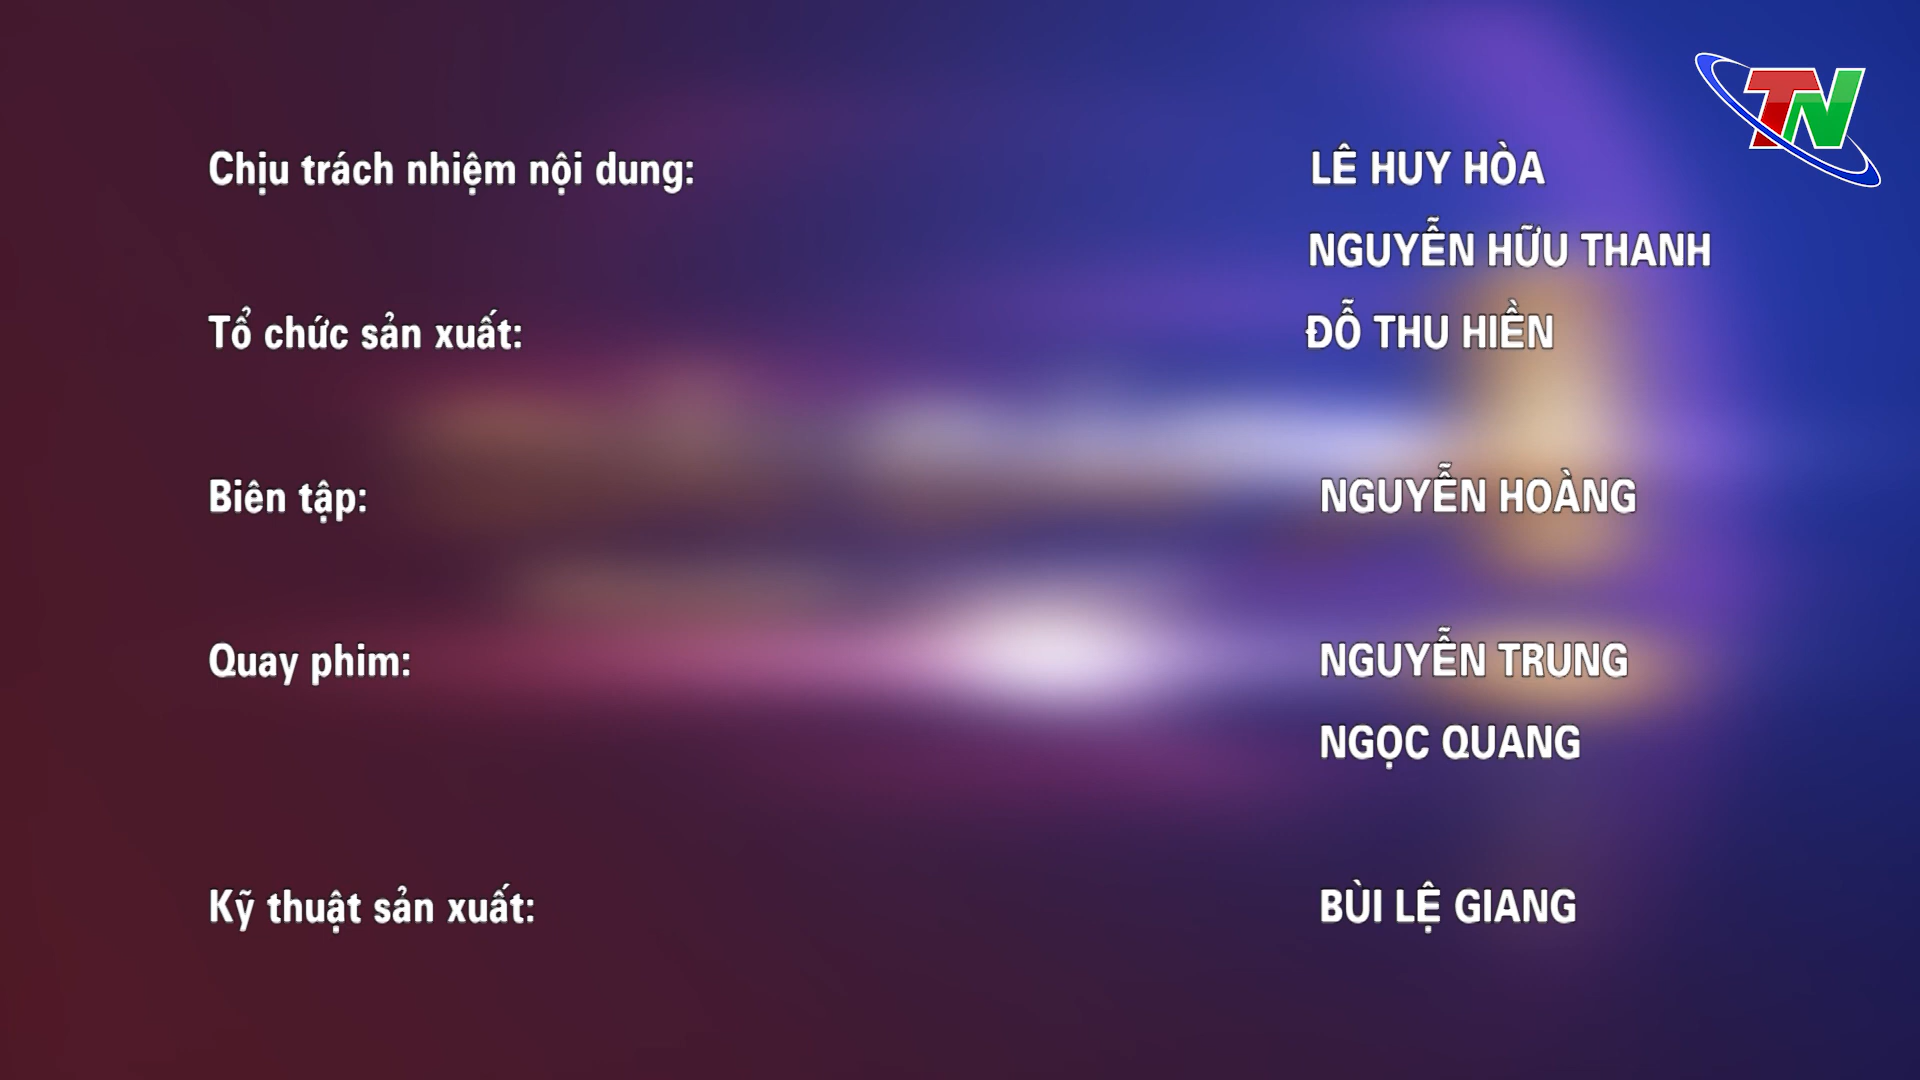 TN
Chịu trách nhiệm nội dung: LÊ HUY HÒA
NGUYỄN HỮU THANH
Tổ chức sản xuất: ĐỖ THU HIỀN
Biên tập: NGUYỄN HOÀNG
Quay phim: NGUYỄN TRUNG
NGỌC QUANG
Kỹ thuật sản xuất: BÙI LỆ GIANG